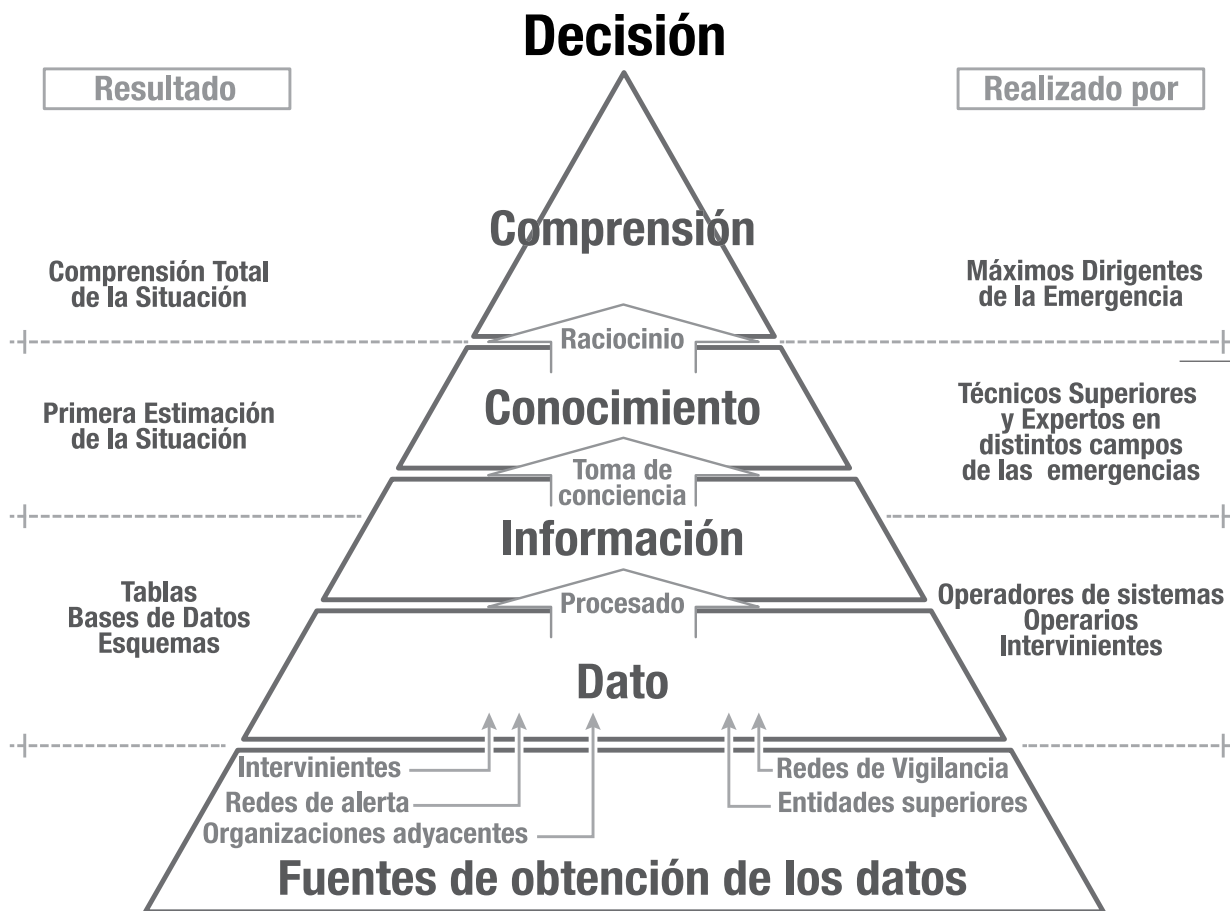 Decisión
Resultado
Realizado por
Comprensión
Comprensión Total
de la Situación
Máximos Dirigentes
de la Emergencia
Raciocinio
Primera Estimación
de la Situación
Conocimiento
Técnicos Superiores
y Expertos en
distintos campos
de las emergencias
Toma de
conciencia
Información
Tablas
Bases de Datos
Esquemas
Procesado
Operadores de sistemas
Operarios
Intervinientes
Dato
Intervinientes
Redes de Vigilancia
Redes de alerta
Entidades superiores
Organizaciones adyacentes
Fuentes de obtención de los datos